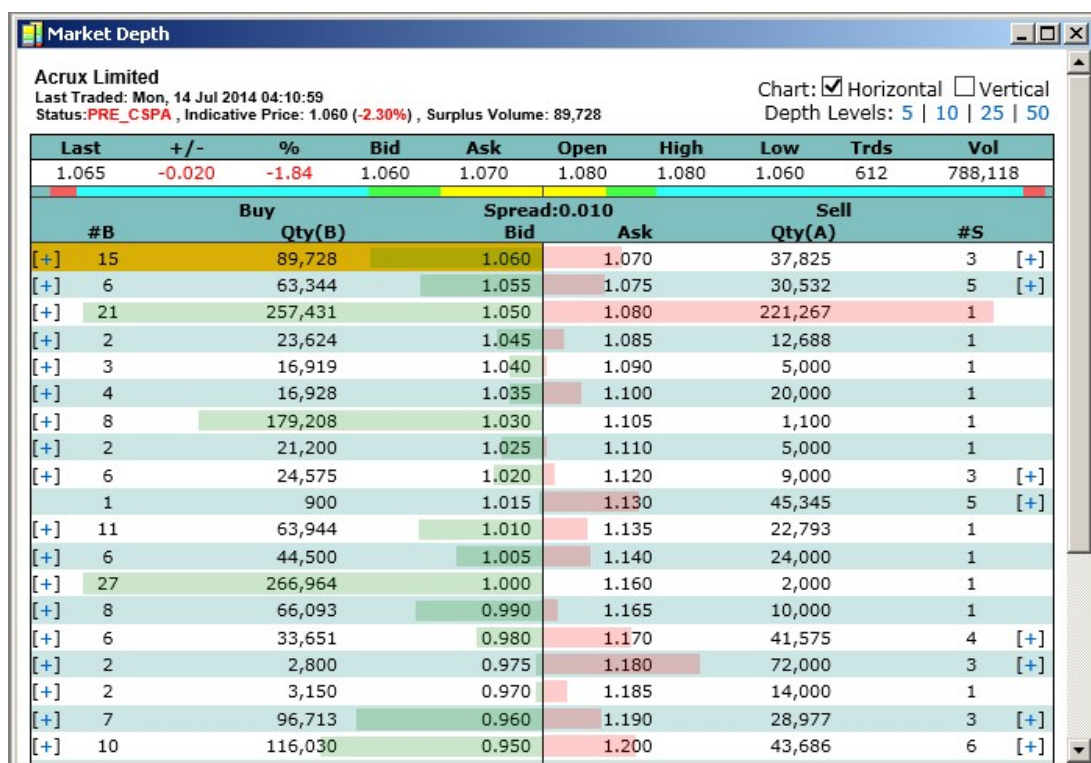 Market Depth
Acrux Limited
Last Traded: Mon, 14 Jul 2014 04:10:59
Status:PRE_CSPA , Indicative Price: 1.060 (-2.30%) , Surplus Volume: 89,728
Chart: Horizontal Vertical
Depth Levels: 5 | 10 | 25 | 50
Last +/- % Bid Ask Open High Low Trds Vol
1.065 -0.020 -1.84 1.060 1.070 1.080 1.080 1.060 612 788,118
Buy Spread:0.010 Sell
#B Qty(B) Bid Ask Qty(A) #S
[+] 15 89,728 1.060 1.070 37,825 3 [+]
[+] 6 63,344 1.055 1.075 30,532 5 [+]
[+] 21 257,431 1.050 1.080 221,267 1
[+] 2 23,624 1.045 1.085 12,688 1
[+] 3 16,919 1.040 1.090 5,000 1
[+] 4 16,928 1.035 1.100 20,000 1
[+] 8 179,208 1.030 1.105 1,100 1
[+] 2 21,200 1.025 1.110 5,000 1
[+] 6 24,575 1.020 1.120 9,000 3 [+]
1 900 1.015 1.130 45,345 5 [+]
[+] 11 63,944 1.010 1.135 22,793 1
[+] 6 44,500 1.005 1.140 24,000 1
[+] 27 266,964 1.000 1.160 2,000 1
[+] 8 66,093 0.990 1.165 10,000 1
[+] 6 33,651 0.980 1.170 41,575 4 [+]
[+] 2 2,800 0.975 1.180 72,000 3 [+]
[+] 2 3,150 0.970 1.185 14,000 1
[+] 7 96,713 0.960 1.190 28,977 3 [+]
[+] 10 116,030 0.950 1.200 43,686 6 [+]